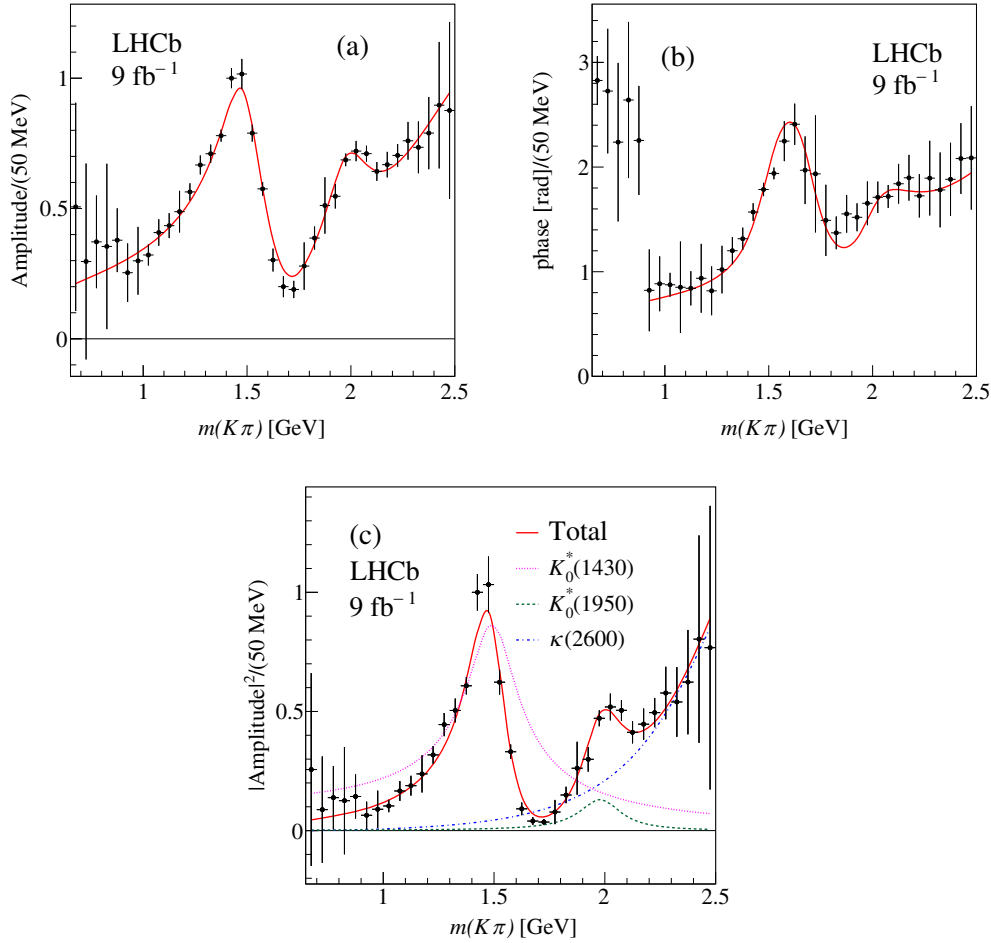 LHCb
9 fb⁻¹
(a)
Amplitude/(50 MeV)
1
0.5
0
1
1.5
2
2.5
m(Kπ) [GeV]
(b)
LHCb
9 fb⁻¹
phase [rad]/(50 MeV)
3
2
1
0
1
1.5
2
2.5
m(Kπ) [GeV]
(c)
LHCb
9 fb⁻¹
Total
K₀*(1430)
K₀*(1950)
κ(2600)
|Amplitude|²/(50 MeV)
1
0.5
0
1
1.5
2
2.5
m(Kπ) [GeV]